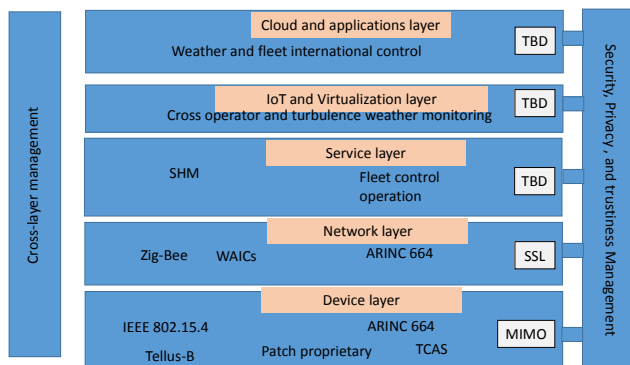 Cross-layer management
Cloud and applications layer
Weather and fleet international control
TBD
IoT and Virtualization layer
Cross operator and turbulence weather monitoring
TBD
Service layer
SHM
Fleet control
operation
TBD
Network layer
Zig-Bee WAICs ARINC 664
SSL
Device layer
IEEE 802.15.4 ARINC 664
MIMO
Tellus-B Patch proprietary TCAS
Security, Privacy , and trustiness Management